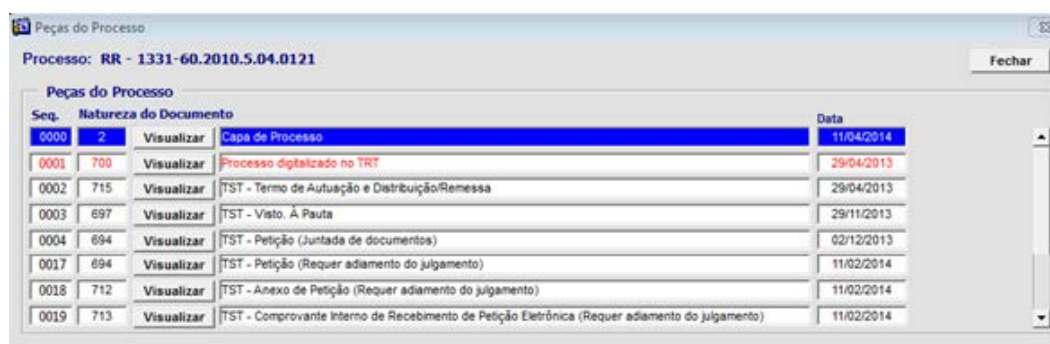 Peças do Processo
Processo: RR - 1331-60.2010.5.04.0121 Fechar
Peças do Processo
Seq. Natureza do Documento Data
0000 2 Visualizar Capa de Processo 11/04/2014
0001 700 Visualizar Processo digitalizado no TRT 29/04/2013
0002 715 Visualizar TST - Termo de Autuação e Distribuição/Remessa 29/04/2013
0003 697 Visualizar TST - Visto. À Pauta 29/11/2013
0004 694 Visualizar TST - Petição (Juntada de documentos) 02/12/2013
0017 694 Visualizar TST - Petição (Requer adiamento do julgamento) 11/02/2014
0018 712 Visualizar TST - Anexo de Petição (Requer adiamento do julgamento) 11/02/2014
0019 713 Visualizar TST - Comprovante Interno de Recebimento de Petição Eletrônica (Requer adiamento do julgamento) 11/02/2014